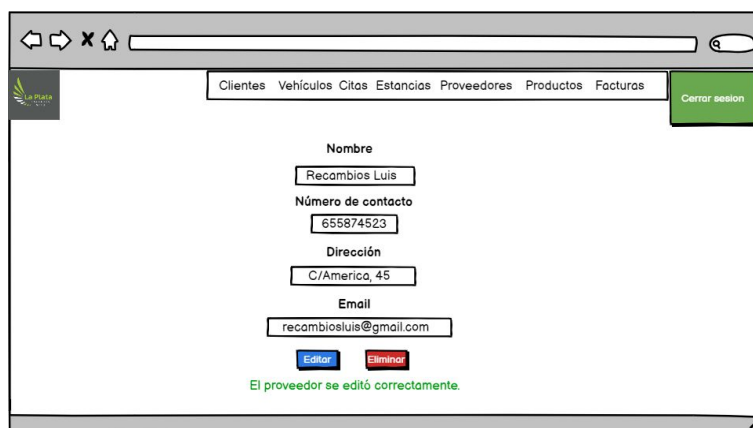 La Plata
Clientes Vehículos Citas Estancias Proveedores Productos Facturas
Cerrar sesion
Nombre
Recambios Luis
Número de contacto
655874523
Dirección
C/America, 45
Email
recambiosluis@gmail.com
Editar Eliminar
El proveedor se editó correctamente.